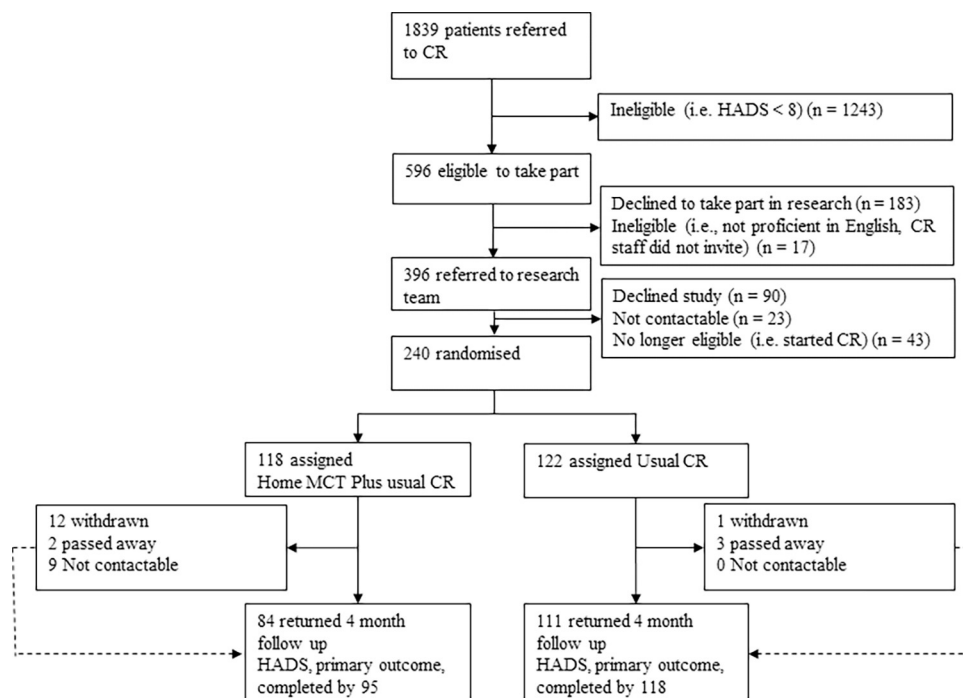 1839 patients referred
to CR
Ineligible (i.e. HADS < 8) (n = 1243)
596 eligible to take part
Declined to take part in research (n = 183)
Ineligible (i.e., not proficient in English, CR
staff did not invite) (n = 17)
396 referred to research
team
Declined study (n = 90)
Not contactable (n = 23)
No longer eligible (i.e. started CR) (n = 43)
240 randomised
118 assigned
Home MCT Plus usual CR
122 assigned Usual CR
12 withdrawn
2 passed away
9 Not contactable
1 withdrawn
3 passed away
0 Not contactable
84 returned 4 month
follow up
HADS, primary outcome,
completed by 95
111 returned 4 month
follow up
HADS, primary outcome,
completed by 118